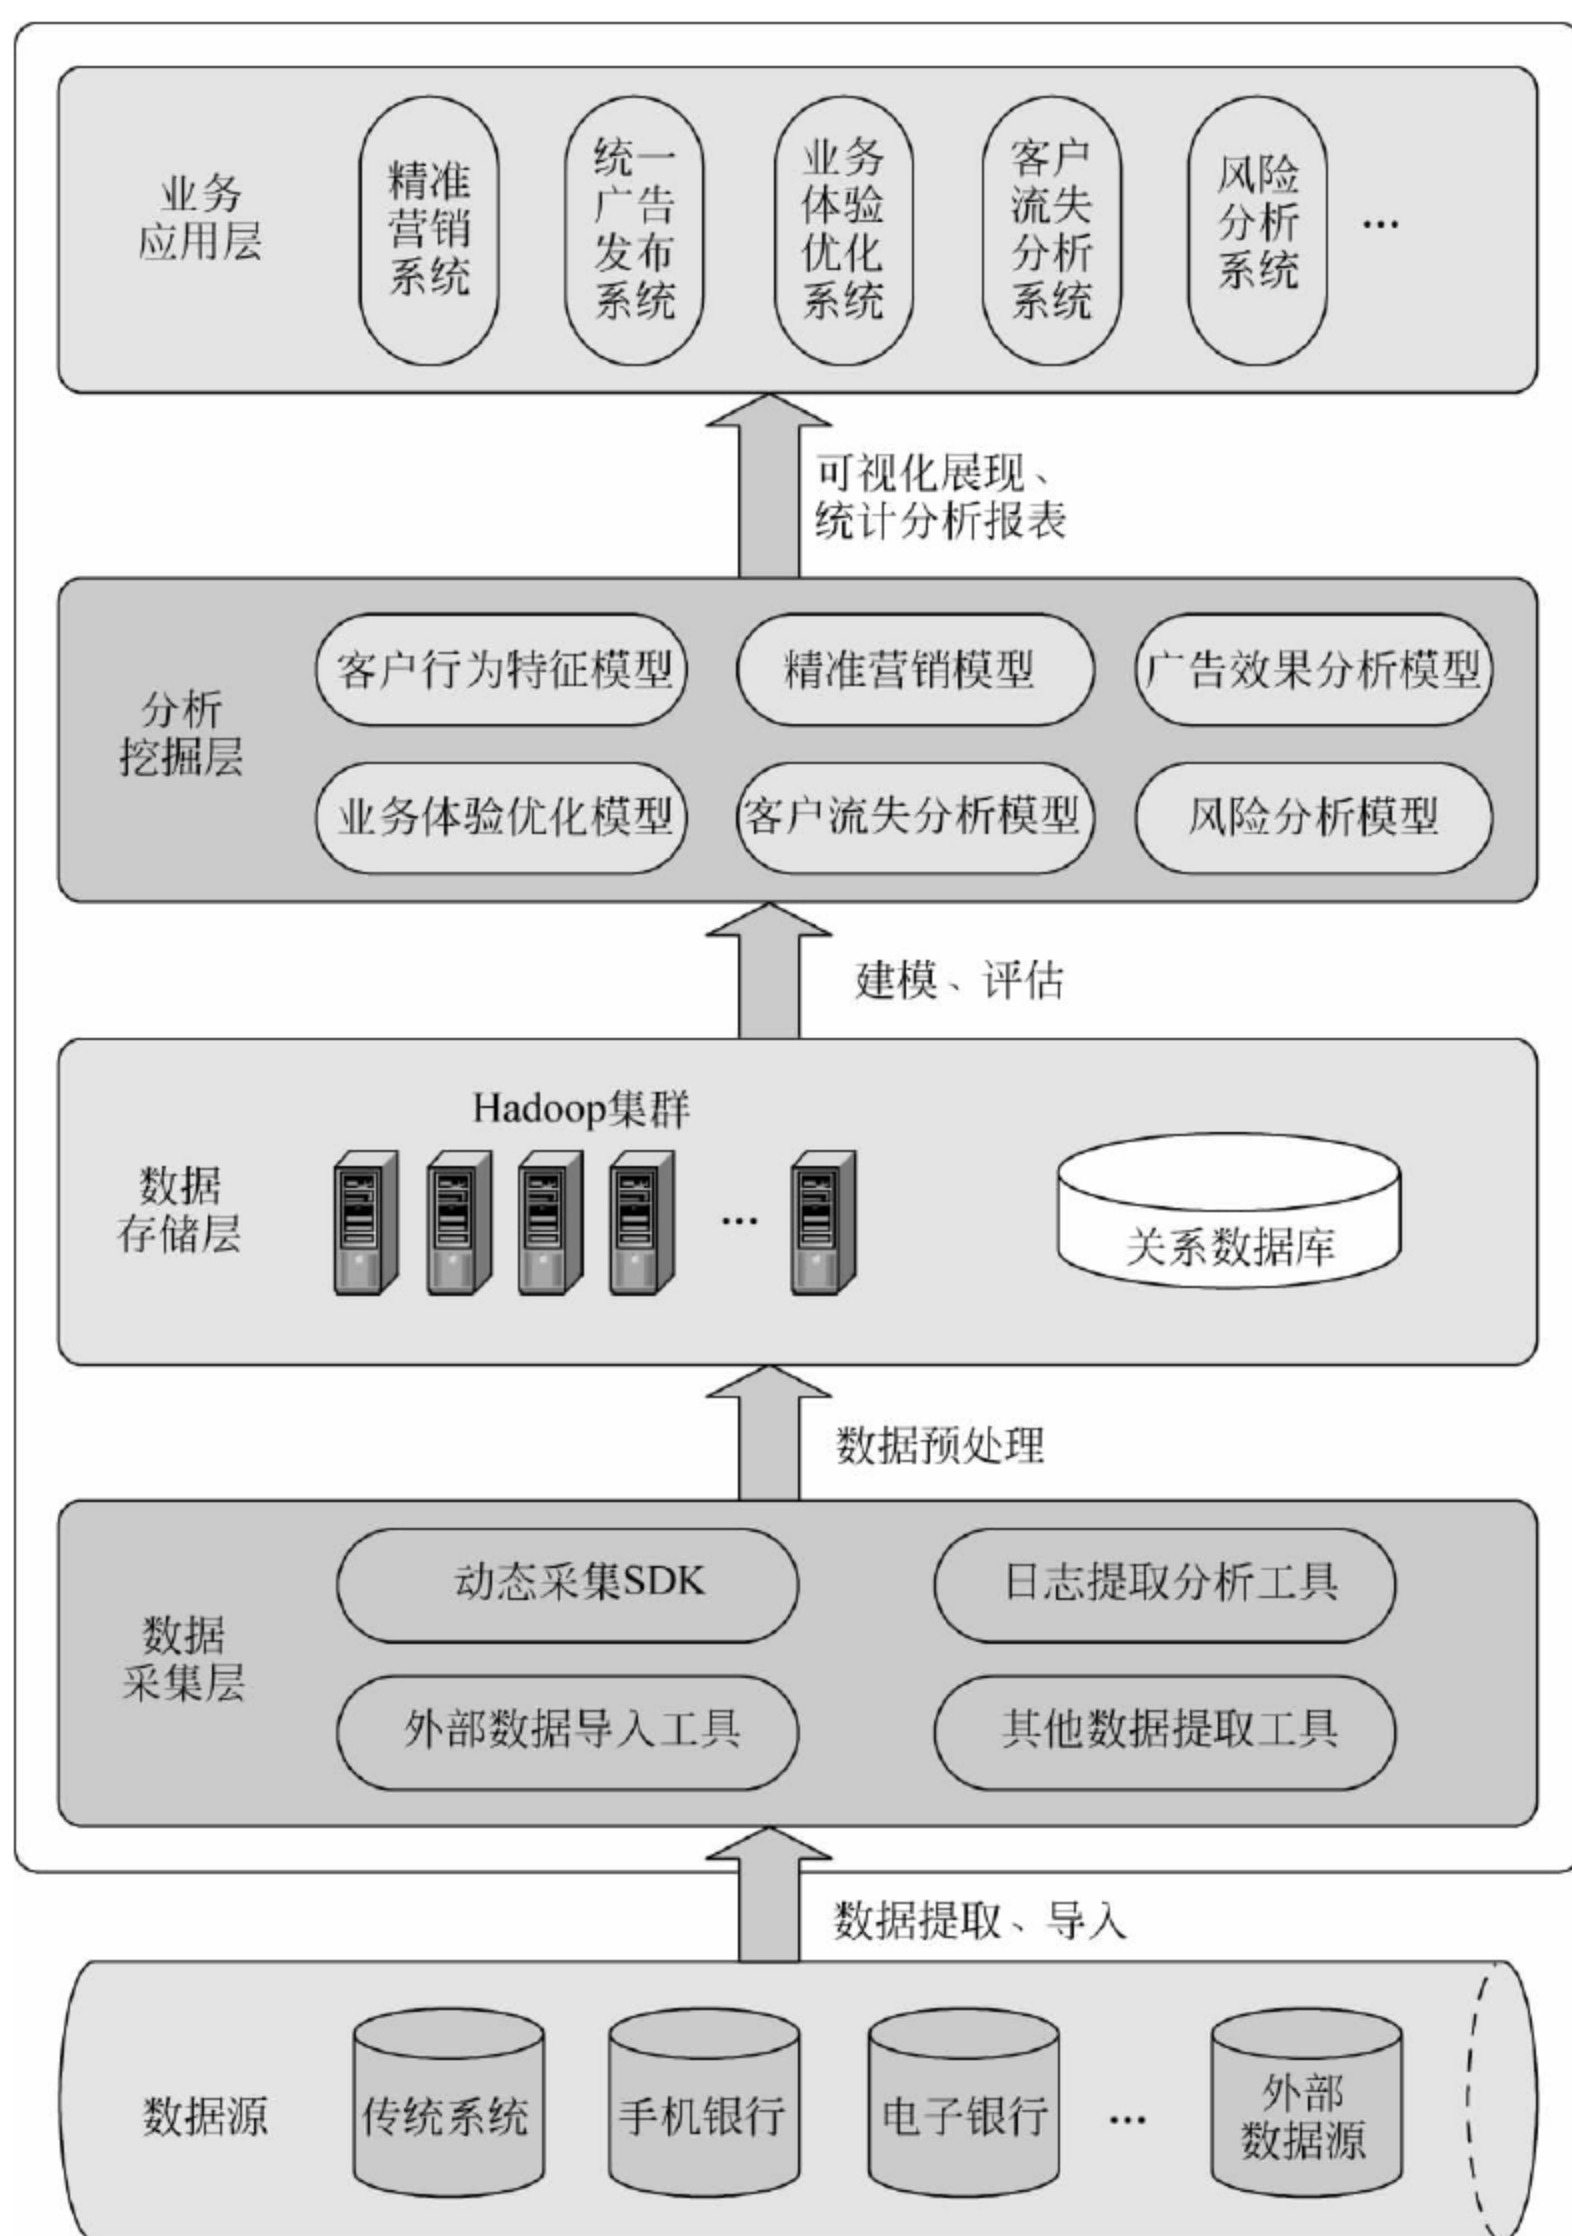 业务
应用层
精准
营销
系统
统一
广告
发布
系统
业务
体验
优化
系统
客户
流失
分析
系统
风险
分析
系统
...
可视化展现、
统计分析报表
分析
挖掘层
客户行为特征模型
精准营销模型
广告效果分析模型
业务体验优化模型
客户流失分析模型
风险分析模型
建模、评估
数据
存储层
Hadoop集群
...
关系数据库
数据预处理
数据
采集层
动态采集SDK
日志提取分析工具
外部数据导入工具
其他数据提取工具
数据提取、导入
数据源
传统系统
手机银行
电子银行
...
外部
数据源